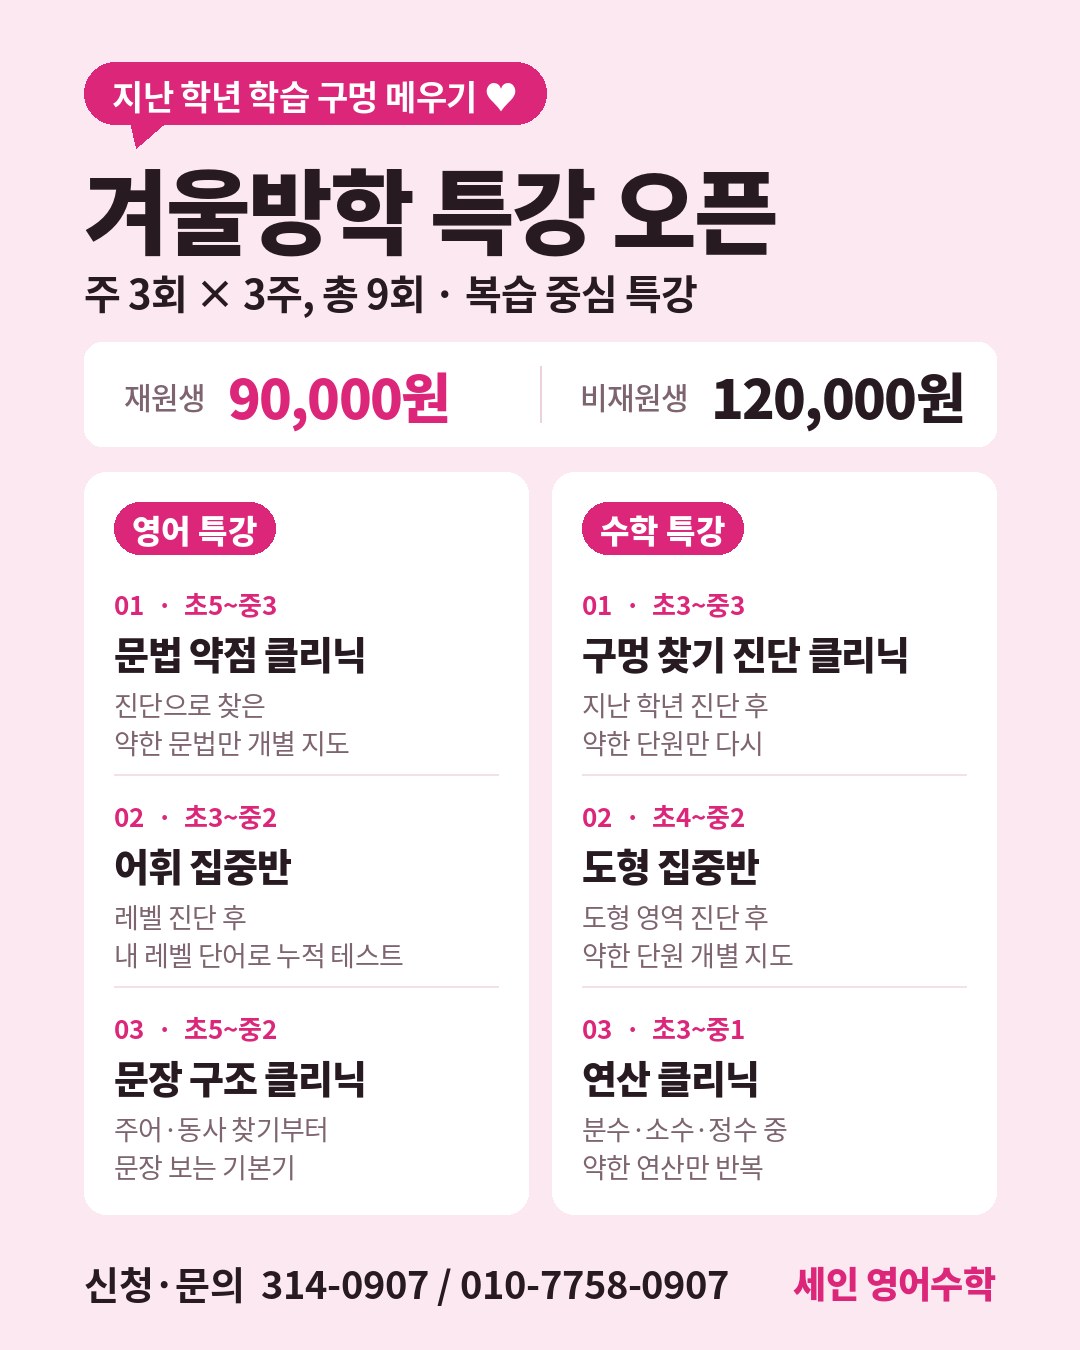 지난 학년 학습 구멍 메우기 ♥
겨울방학 특강 오픈
주 3회 × 3주, 총 9회 · 복습 중심 특강
재원생 90,000원
비재원생 120,000원
영어 특강
01 · 초5~중3
문법 약점 클리닉
진단으로 찾은
약한 문법만 개별 지도
02 · 초3~중2
어휘 집중반
레벨 진단 후
내 레벨 단어로 누적 테스트
03 · 초5~중2
문장 구조 클리닉
주어·동사 찾기부터
문장 보는 기본기
수학 특강
01 · 초3~중3
구멍 찾기 진단 클리닉
지난 학년 진단 후
약한 단원만 다시
02 · 초4~중2
도형 집중반
도형 영역 진단 후
약한 단원 개별 지도
03 · 초3~중1
연산 클리닉
분수·소수·정수 중
약한 연산만 반복
신청·문의 314-0907 / 010-7758-0907
세인 영어수학